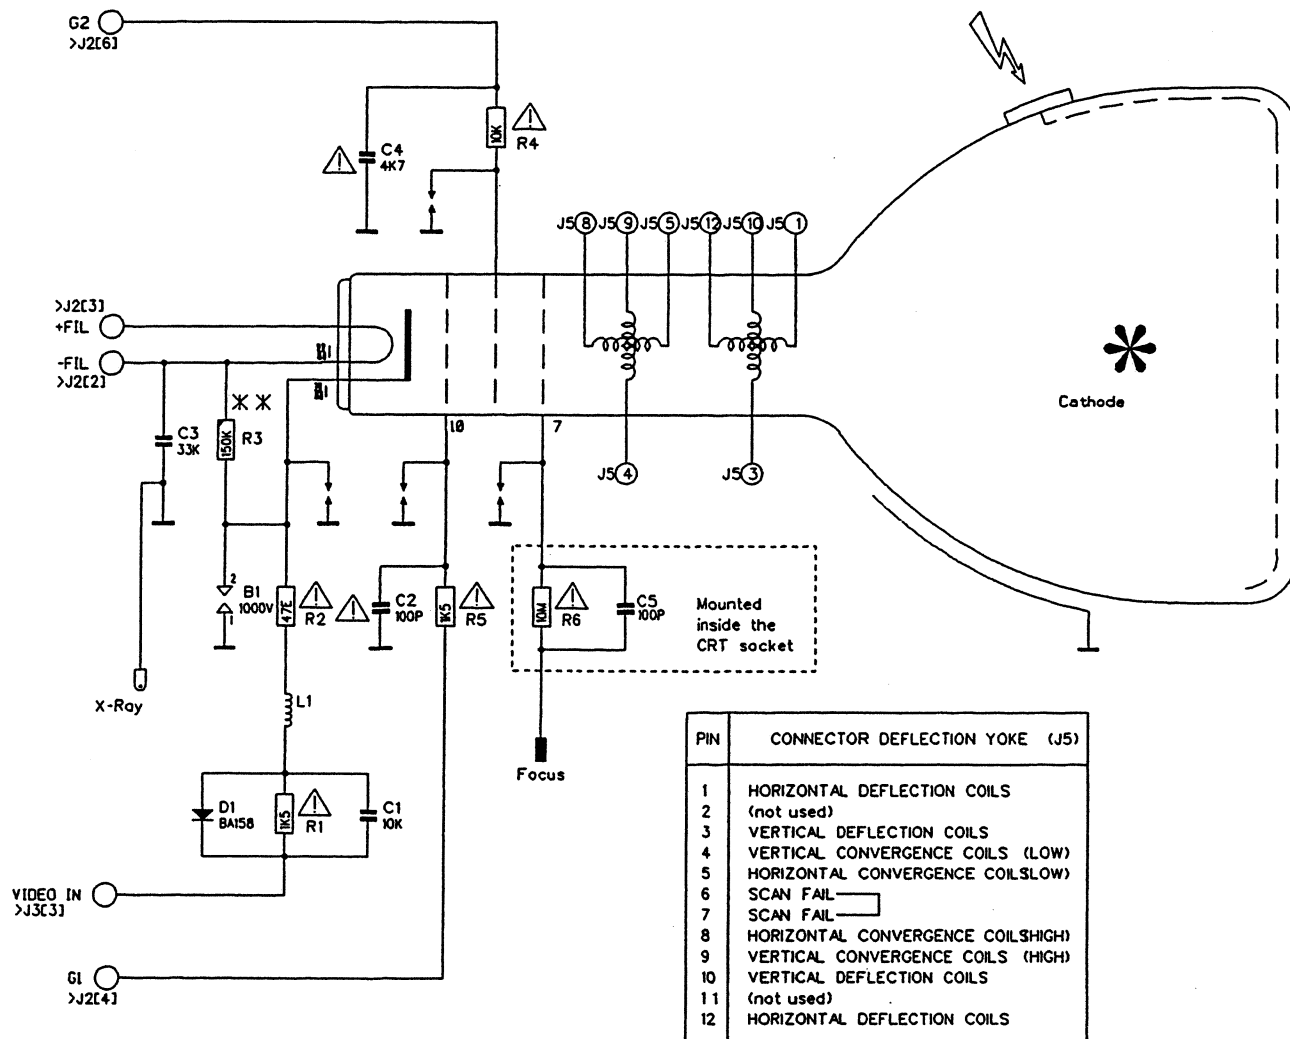 G2
>J2[6]
10K
R4
C4
4K7
J5 8
J5 9
J5 5
J5 12
J5 10
J5 1
>J2[3]
+FIL
-FIL
>J2[2]
10
7
Cathode
C3
33K
150K
R3
J5 4
J5 3
2
B1
1000V
1
47E
R2
C2
100P
1K5
R5
10M
R6
C5
100P
Mounted
inside the
CRT socket
X-Ray
L1
Focus
D1
BA158
1K5
R1
C1
10K
VIDEO IN
>J3[3]
G1
>J2[4]
PIN CONNECTOR DEFLECTION YOKE (J5)
1 HORIZONTAL DEFLECTION COILS
2 (not used)
3 VERTICAL DEFLECTION COILS
4 VERTICAL CONVERGENCE COILS (LOW)
5 HORIZONTAL CONVERGENCE COILS(LOW)
6 SCAN FAIL
7 SCAN FAIL
8 HORIZONTAL CONVERGENCE COILS(HIGH)
9 VERTICAL CONVERGENCE COILS (HIGH)
10 VERTICAL DEFLECTION COILS
11 (not used)
12 HORIZONTAL DEFLECTION COILS